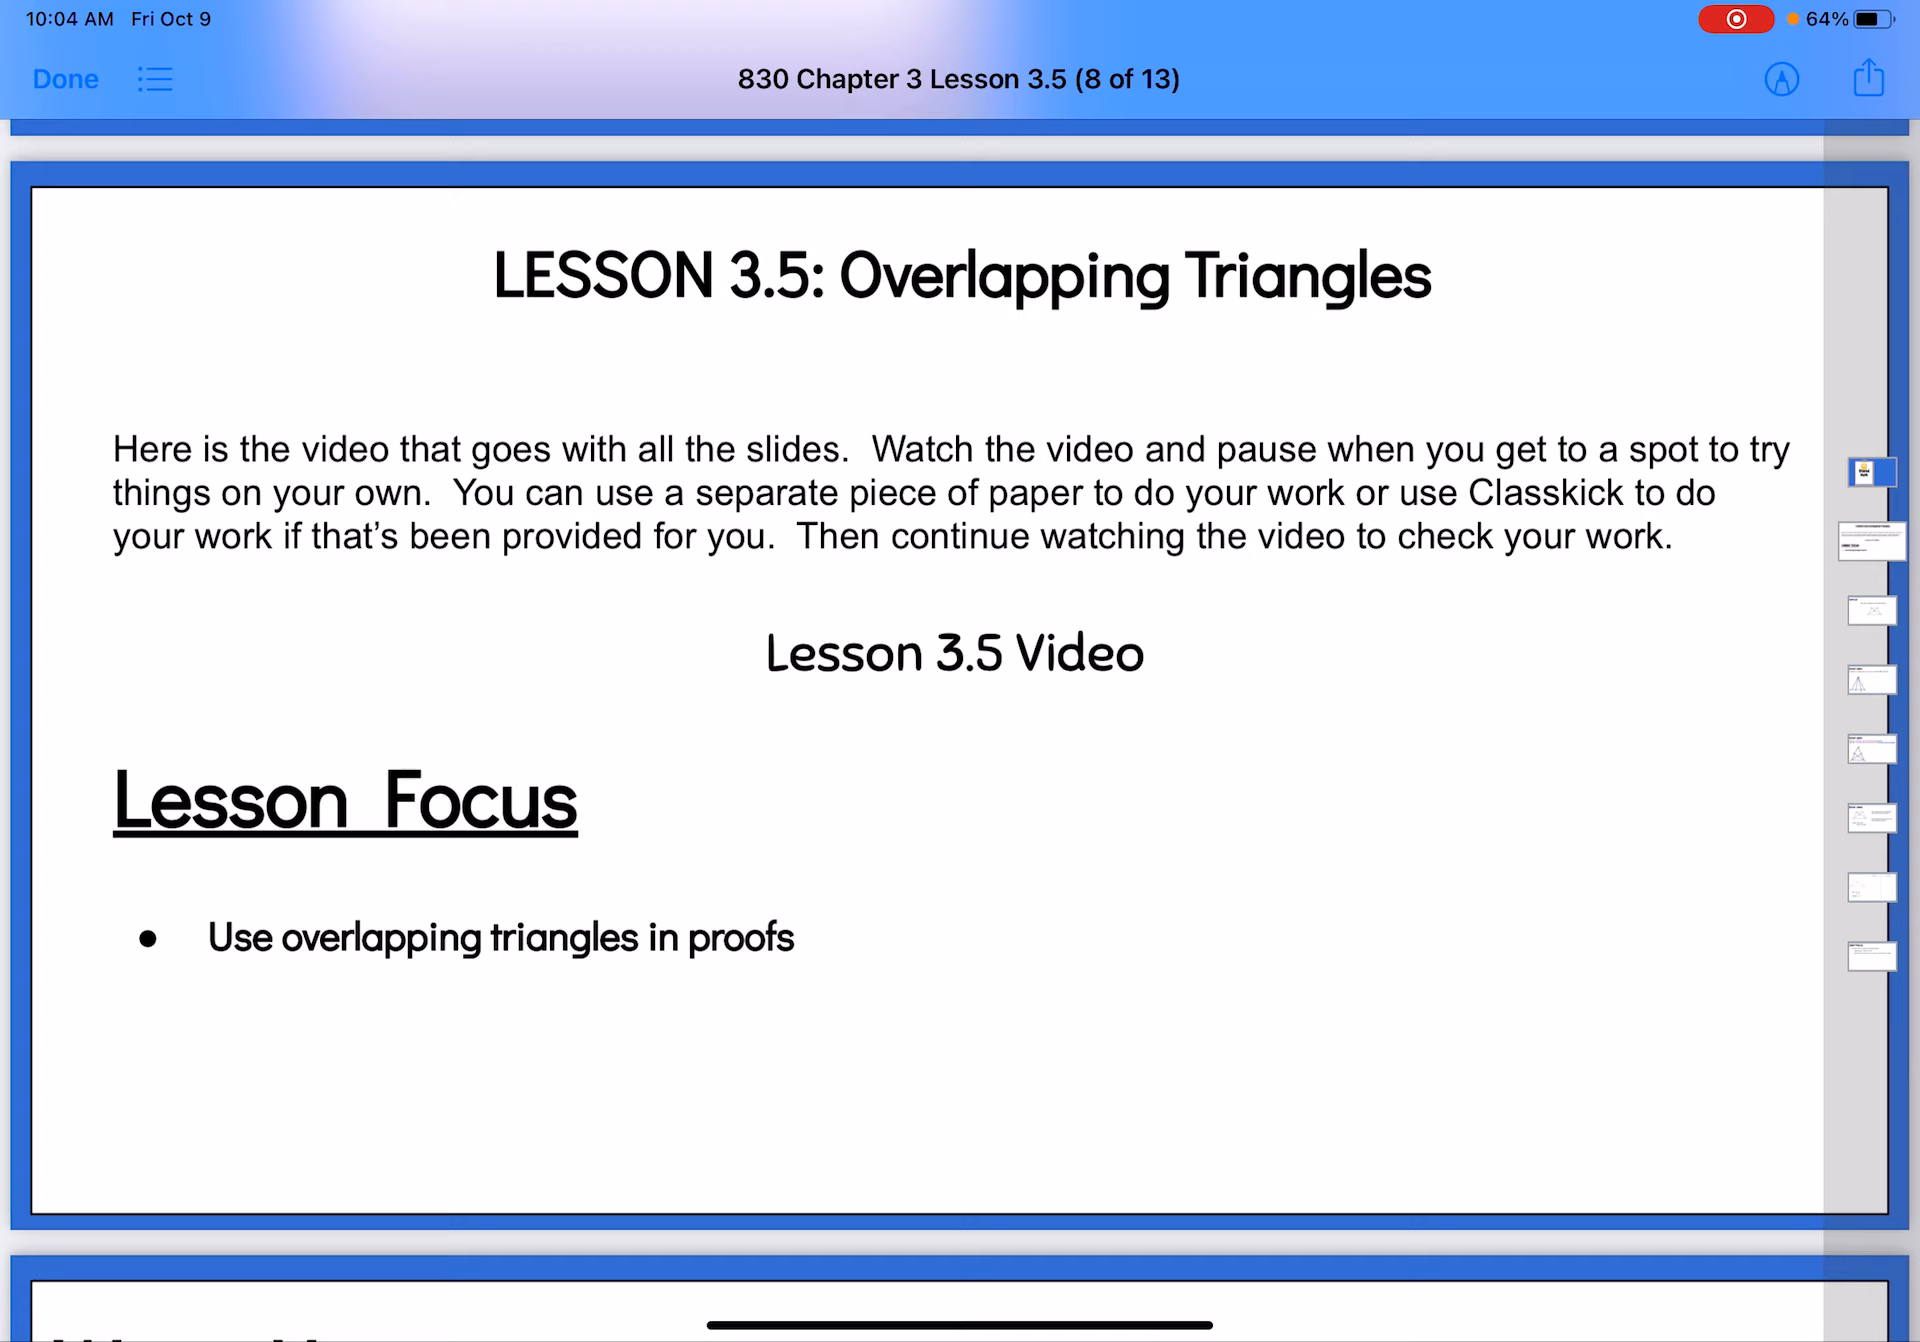 10:04 AM Fri Oct 9
64%
Done
830 Chapter 3 Lesson 3.5 (8 of 13)
LESSON 3.5: Overlapping Triangles
Here is the video that goes with all the slides.  Watch the video and pause when you get to a spot to try
things on your own.  You can use a separate piece of paper to do your work or use Classkick to do
your work if that’s been provided for you.  Then continue watching the video to check your work.
Lesson 3.5 Video
Lesson Focus
● Use overlapping triangles in proofs